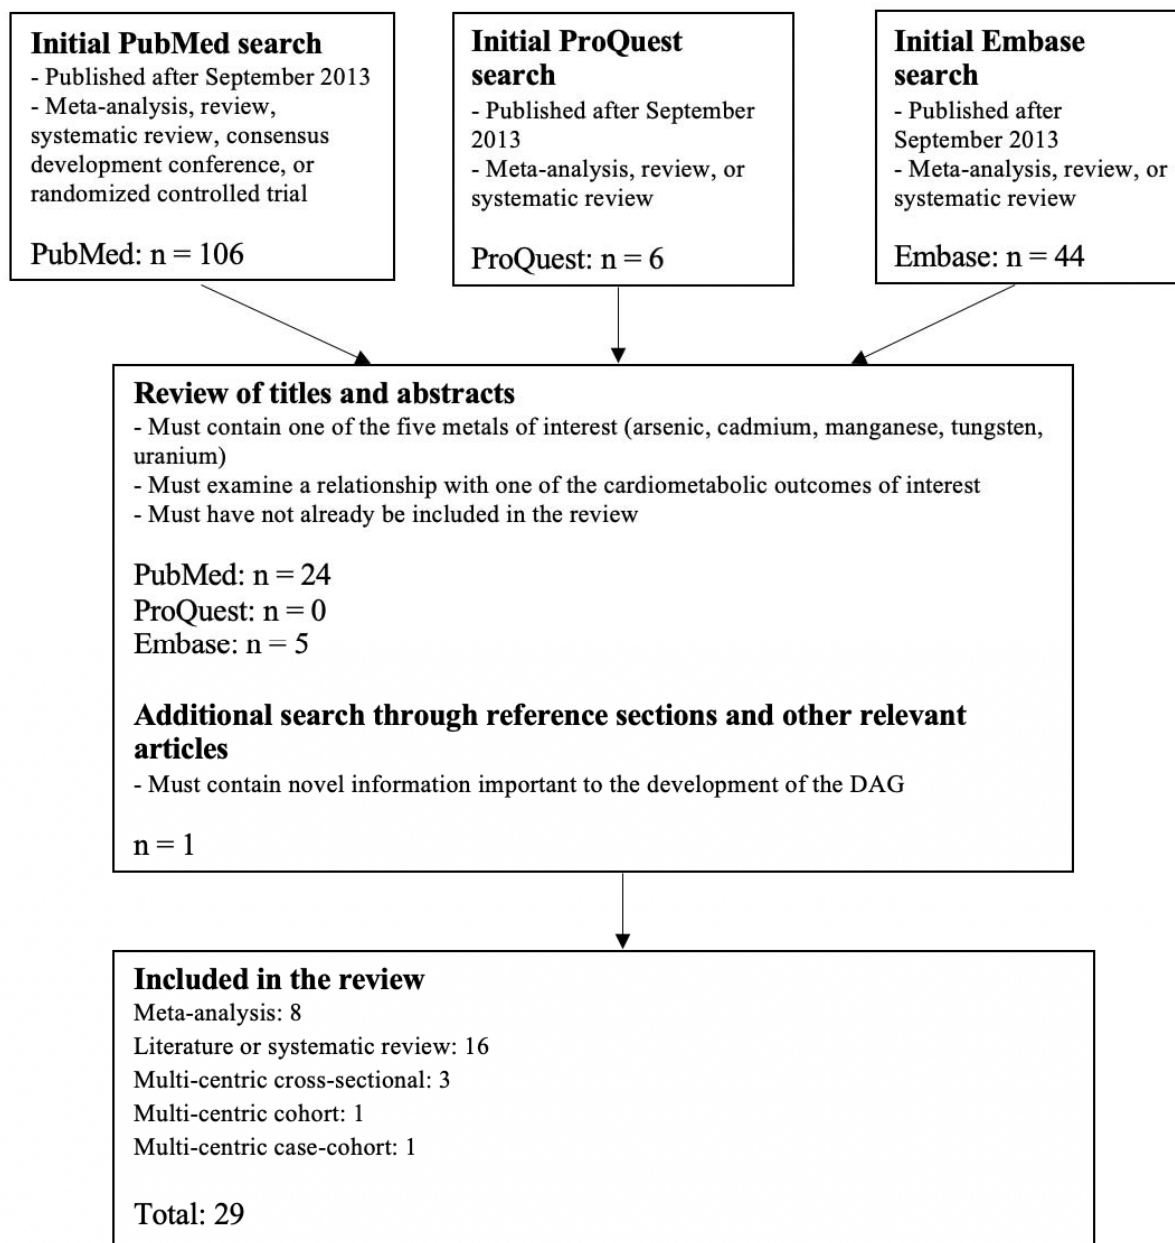 Initial PubMed search
- Published after September 2013
- Meta-analysis, review,
systematic review, consensus
development conference, or
randomized controlled trial
PubMed: n = 106
Initial ProQuest
search
- Published after September
2013
- Meta-analysis, review, or
systematic review
ProQuest: n = 6
Initial Embase
search
- Published after
September 2013
- Meta-analysis, review, or
systematic review
Embase: n = 44
Review of titles and abstracts
- Must contain one of the five metals of interest (arsenic, cadmium, manganese, tungsten,
uranium)
- Must examine a relationship with one of the cardiometabolic outcomes of interest
- Must have not already be included in the review
PubMed: n = 24
ProQuest: n = 0
Embase: n = 5
Additional search through reference sections and other relevant
articles
- Must contain novel information important to the development of the DAG
n = 1
Included in the review
Meta-analysis: 8
Literature or systematic review: 16
Multi-centric cross-sectional: 3
Multi-centric cohort: 1
Multi-centric case-cohort: 1
Total: 29